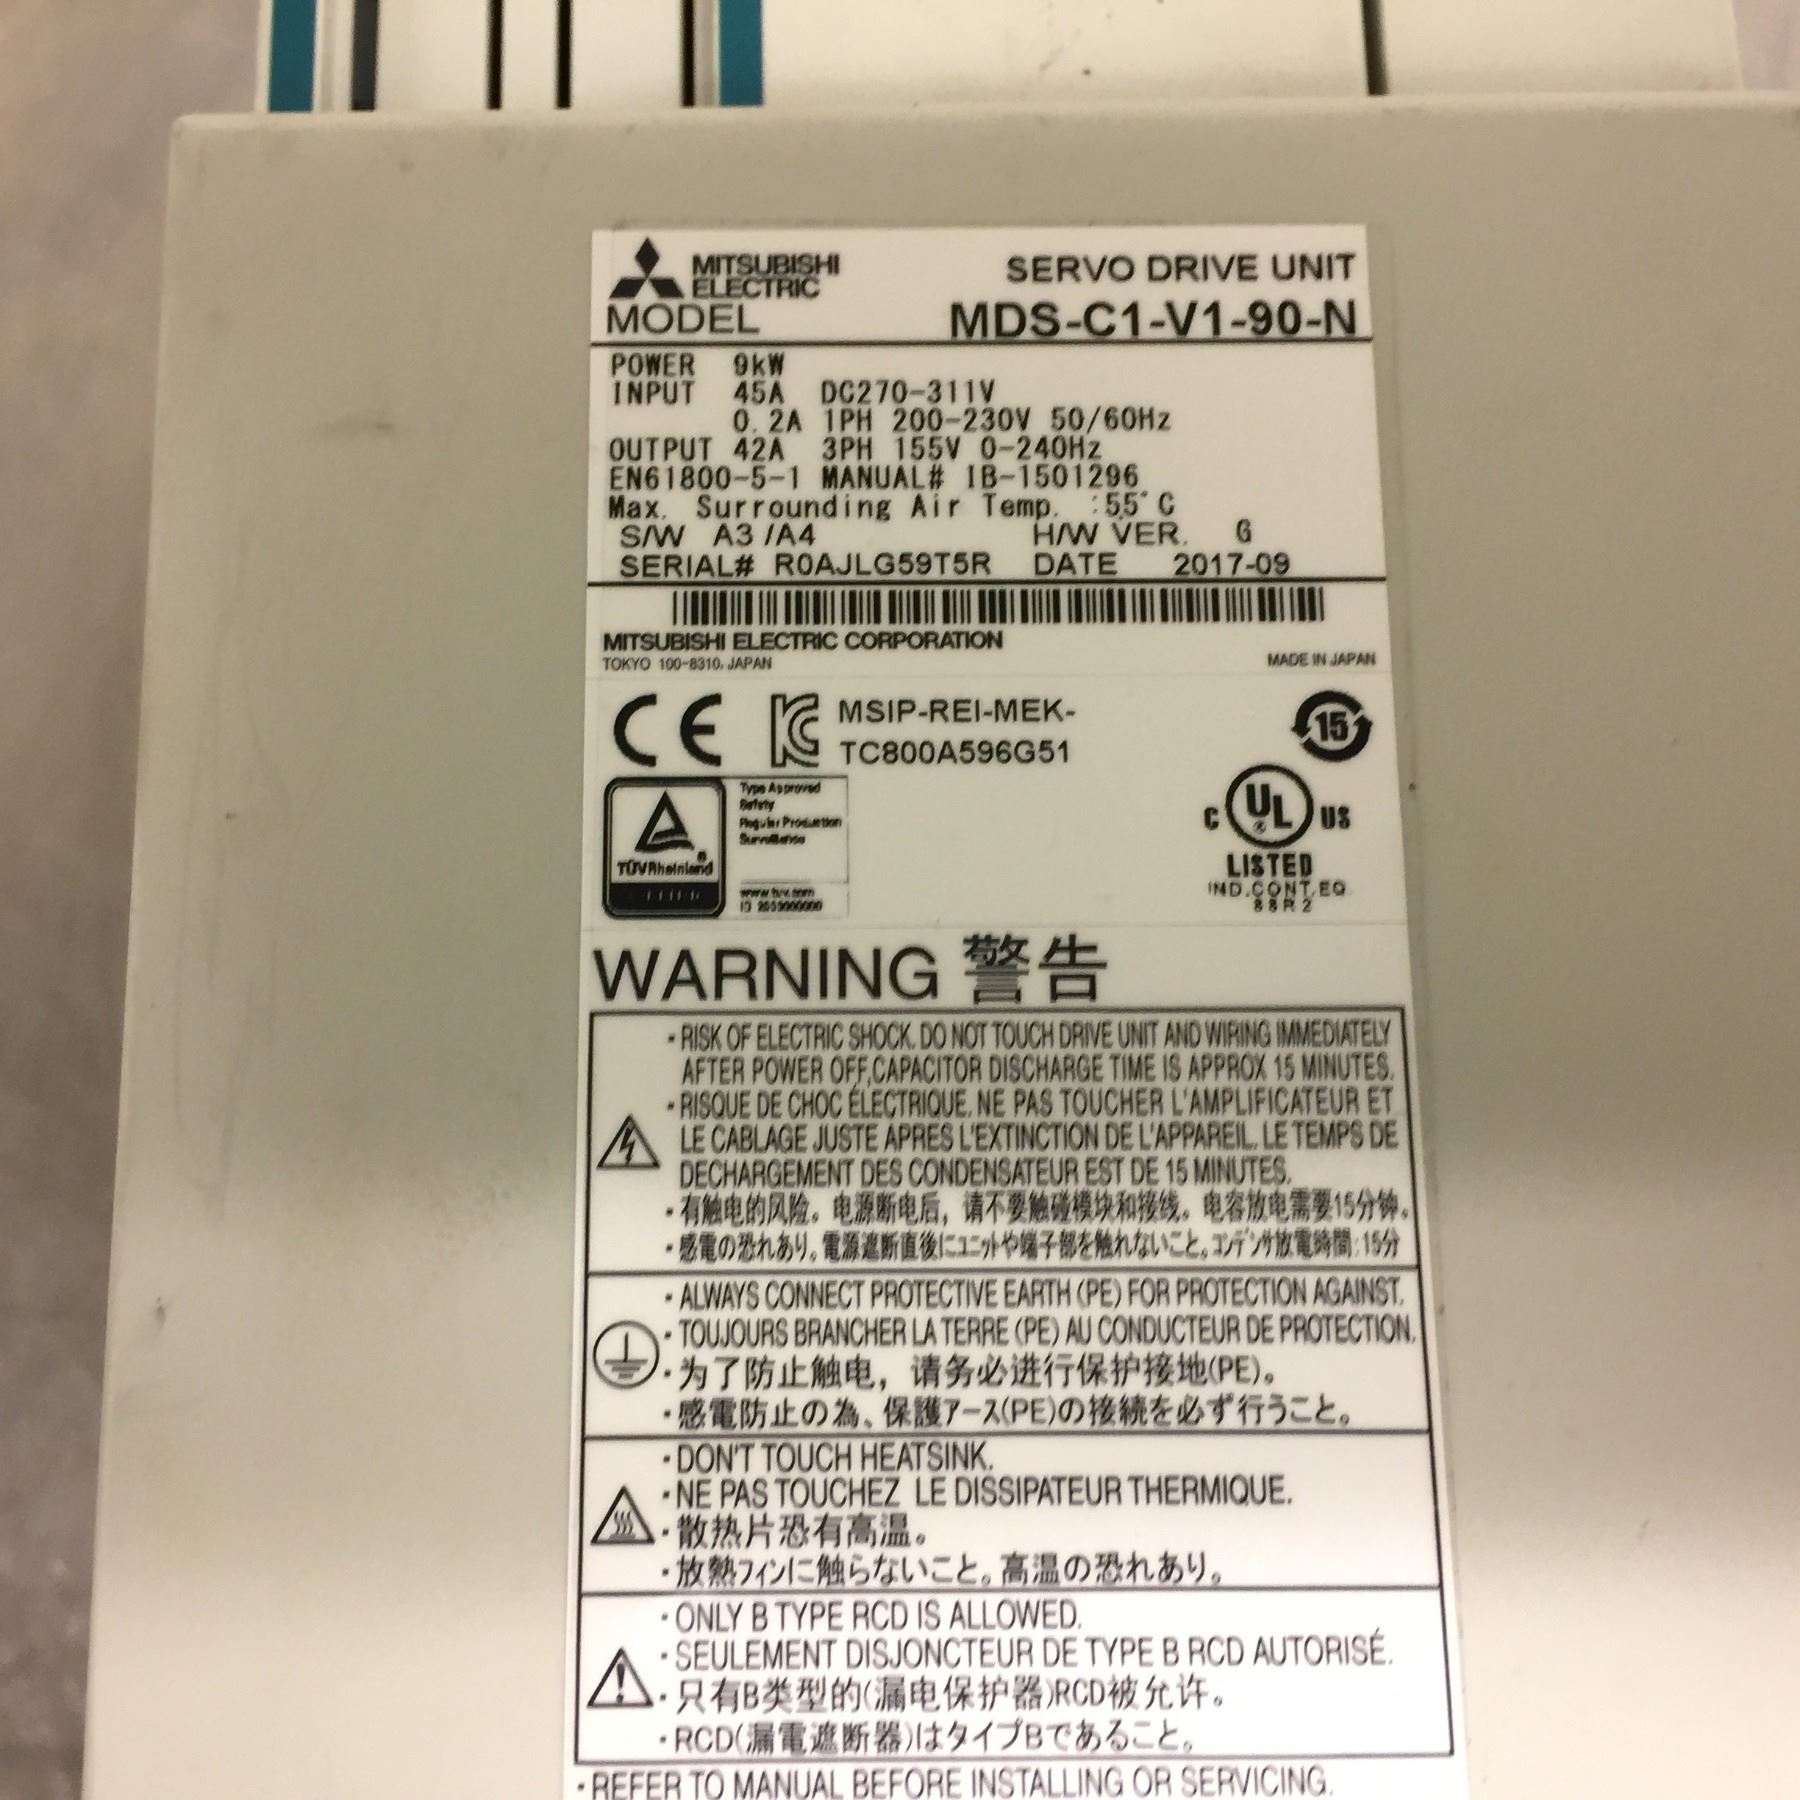 MITSUBISHI
ELECTRIC
SERVO DRIVE UNIT
MODEL MDS-C1-V1-90-N
POWER 9kW
INPUT 45A DC270-311V
0.2A 1PH 200-230V 50/60Hz
OUTPUT 42A 3PH 155V 0-240Hz
EN61800-5-1 MANUAL# IB-1501296
Max. Surrounding Air Temp. :55°C
S/W A3 /A4 H/W VER. G
SERIAL# R0AJLG59T5R DATE 2017-09
MITSUBISHI ELECTRIC CORPORATION
TOKYO 100-8310, JAPAN MADE IN JAPAN
CE KC MSIP-REI-MEK-
TC800A596G51
15
TÜVRheinland
Type Approved
Safety
Regular Production
Surveillance
www.tuv.com
C UL US
LISTED
IND.CONT.EQ
88R2
WARNING 警告
・RISK OF ELECTRIC SHOCK. DO NOT TOUCH DRIVE UNIT AND WIRING IMMEDIATELY
AFTER POWER OFF,CAPACITOR DISCHARGE TIME IS APPROX 15 MINUTES.
・RISQUE DE CHOC ÉLECTRIQUE. NE PAS TOUCHER L'AMPLIFICATEUR ET
LE CABLAGE JUSTE APRES L'EXTINCTION DE L'APPAREIL. LE TEMPS DE
DECHARGEMENT DES CONDENSATEUR EST DE 15 MINUTES.
・有触电的风险。电源断电后，请不要触碰模块和接线。电容放电需要15分钟。
・感電の恐れあり。電源遮断直後にユニットや端子部を触れないこと。コンデンサ放電時間:15分
・ALWAYS CONNECT PROTECTIVE EARTH (PE) FOR PROTECTION AGAINST.
・TOUJOURS BRANCHER LA TERRE (PE) AU CONDUCTEUR DE PROTECTION.
・为了防止触电，请务必进行保护接地(PE)。
・感電防止の為、保護アース(PE)の接続を必ず行うこと。
・DON'T TOUCH HEATSINK.
・NE PAS TOUCHEZ LE DISSIPATEUR THERMIQUE.
・散热片恐有高温。
・放熱フィンに触らないこと。高温の恐れあり。
・ONLY B TYPE RCD IS ALLOWED.
・SEULEMENT DISJONCTEUR DE TYPE B RCD AUTORISÉ.
・只有B类型的(漏电保护器)RCD被允许。
・RCD(漏電遮断器)はタイプBであること。
・REFER TO MANUAL BEFORE INSTALLING OR SERVICING.